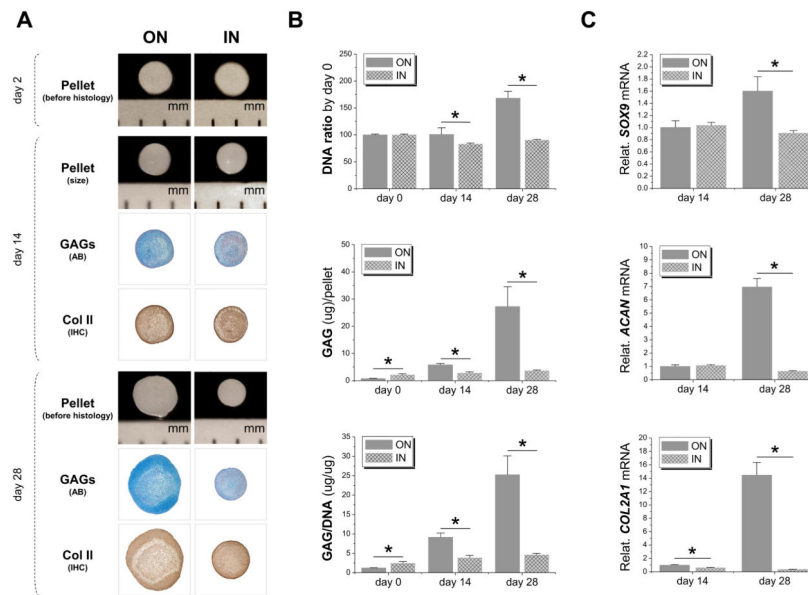 A
ON IN
day 2
Pellet
(before histology)
mm
mm
day 14
Pellet
(size)
mm
mm
GAGs
(AB)
Col II
(IHC)
day 28
Pellet
(before histology)
mm
mm
GAGs
(AB)
Col II
(IHC)
B
DNA ratio by day 0
250
225
200
175
150
125
100
75
50
25
0
ON
IN
*
*
day 0 day 14 day 28
GAG (ug)/pellet
50
40
30
20
10
0
ON
IN
*
*
*
day 0 day 14 day 28
GAG/DNA (ug/ug)
35
30
25
20
15
10
5
0
ON
IN
*
*
*
day 0 day 14 day 28
C
Relat. SOX9 mRNA
2.2
2.0
1.8
1.6
1.4
1.2
1.0
0.8
0.6
0.4
0.2
0.0
ON
IN
*
day 14 day 28
Relat. ACAN mRNA
10
9
8
7
6
5
4
3
2
1
0
ON
IN
*
day 14 day 28
Relat. COL2A1 mRNA
20
18
16
14
12
10
8
6
4
2
0
ON
IN
*
*
day 14 day 28